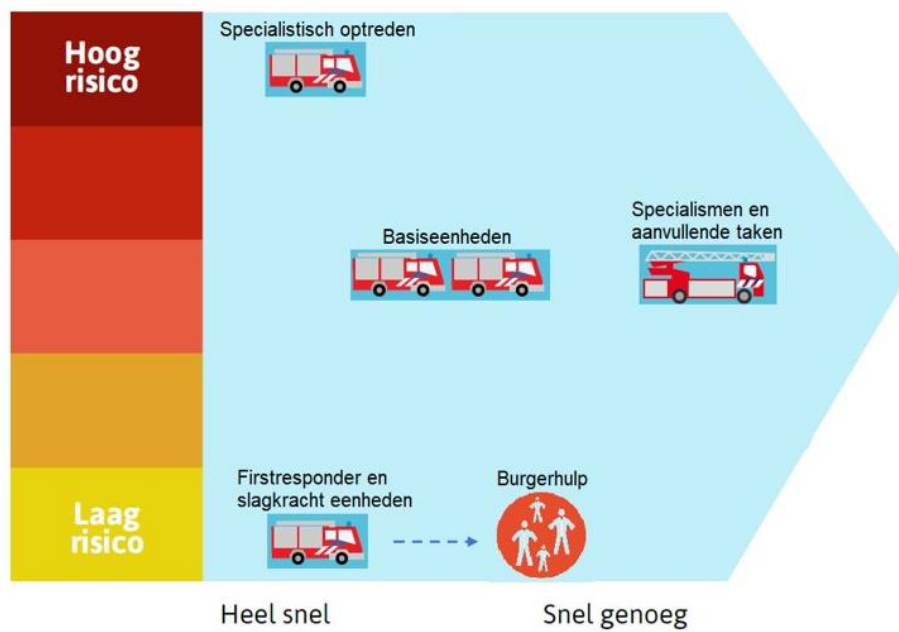 Hoog
risico
Specialistisch optreden
Specialismen en
aanvullende taken
Basiseenheden
Firstresponder en
slagkracht eenheden
Burgerhulp
Laag
risico
Heel snel
Snel genoeg